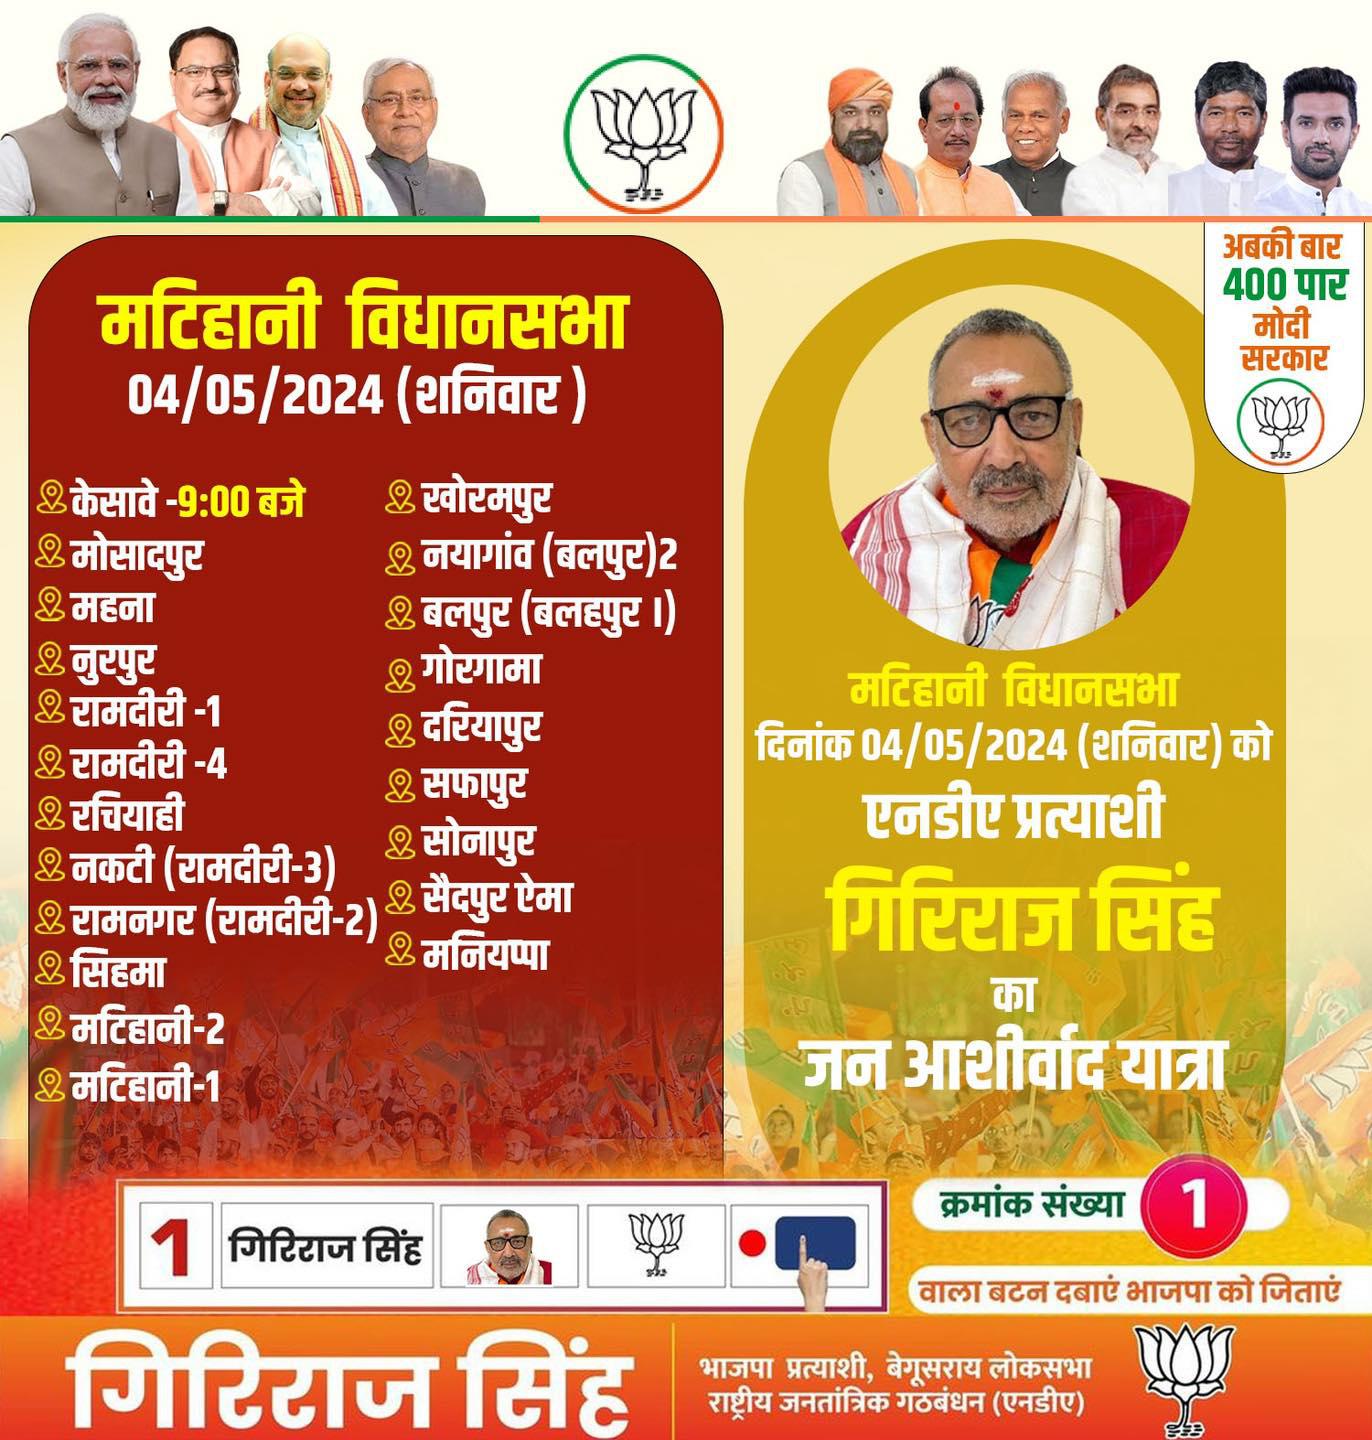 अबकी बार
400 पार
मोदी
सरकार
मटिहानी विधानसभा
04/05/2024 (शनिवार )
केसावे -9:00 बजे
मोसादपुर
महना
नुरपुर
रामदीरी -1
रामदीरी -4
रचियाही
नकटी (रामदीरी-3)
रामनगर (रामदीरी-2)
सिहमा
मटिहानी-2
मटिहानी-1
खोरमपुर
नयागांव (बलपुर)2
बलपुर (बलहपुर ।)
गोरगामा
दरियापुर
सफापुर
सोनापुर
सैदपुर ऐमा
मनियप्पा
मटिहानी विधानसभा
दिनांक 04/05/2024 (शनिवार) को
एनडीए प्रत्याशी
गिरिराज सिंह
का
जन आशीर्वाद यात्रा
1 गिरिराज सिंह
क्रमांक संख्या 1
वाला बटन दबाएं भाजपा को जिताएं
गिरिराज सिंह
भाजपा प्रत्याशी, बेगूसराय लोकसभा
राष्ट्रीय जनतांत्रिक गठबंधन (एनडीए)